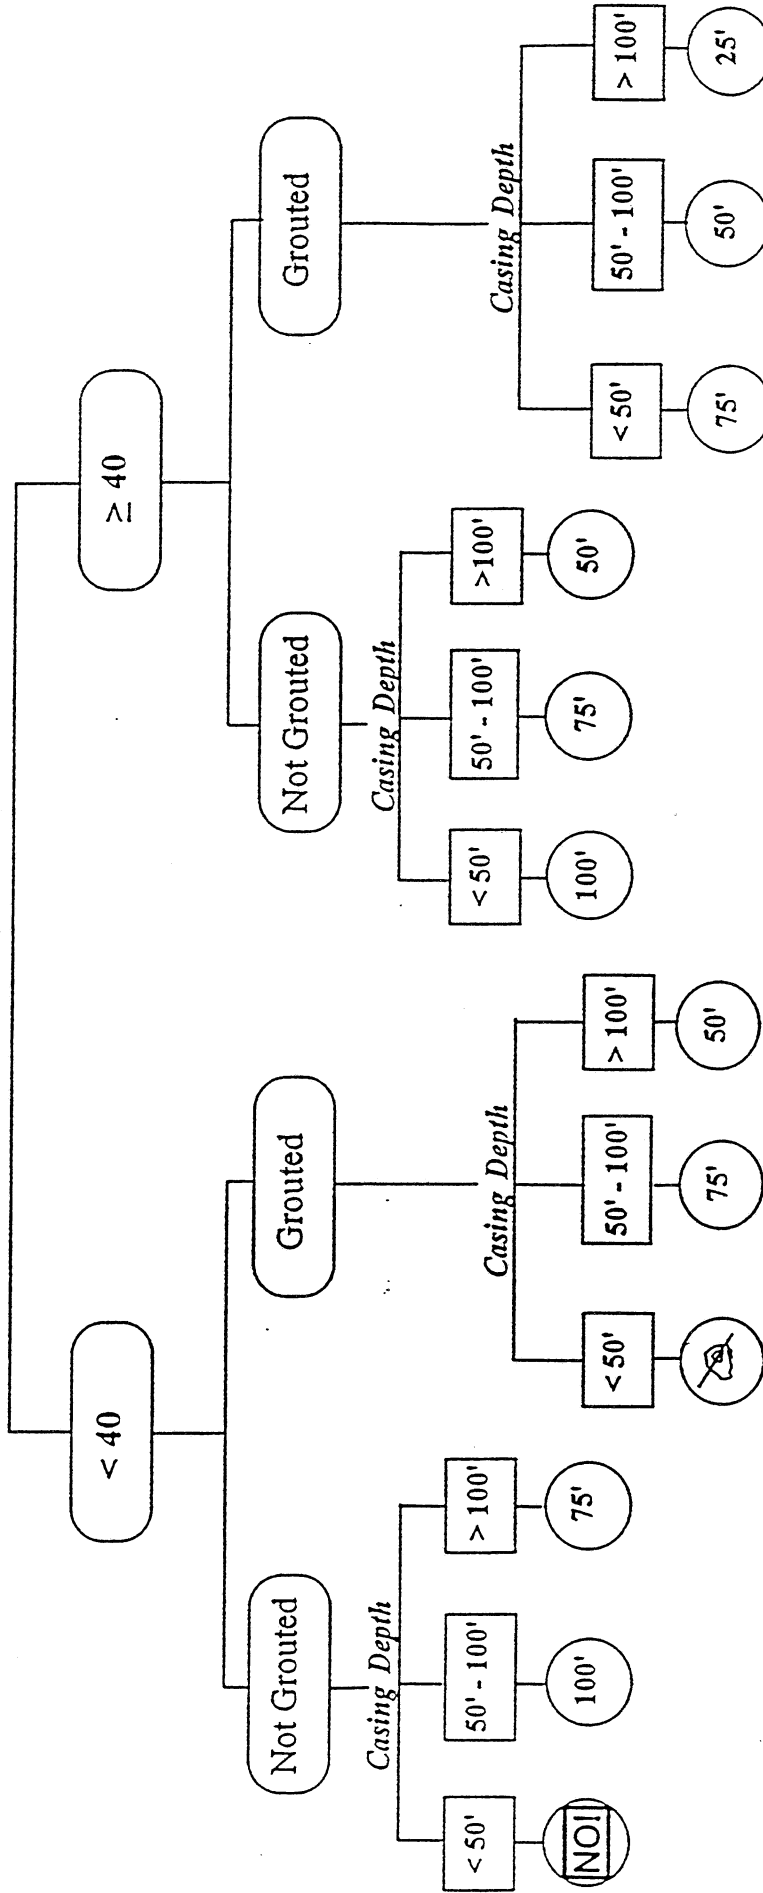 < 40
≥ 40
Not Grouted
Grouted
Not Grouted
Grouted
Casing Depth
Casing Depth
Casing Depth
Casing Depth
< 50'
50' - 100'
> 100'
< 50'
50' - 100'
> 100'
< 50'
50' - 100'
>100'
< 50'
50' - 100'
> 100'
NO!
100'
75'
75'
50'
100'
75'
50'
75'
50'
25'